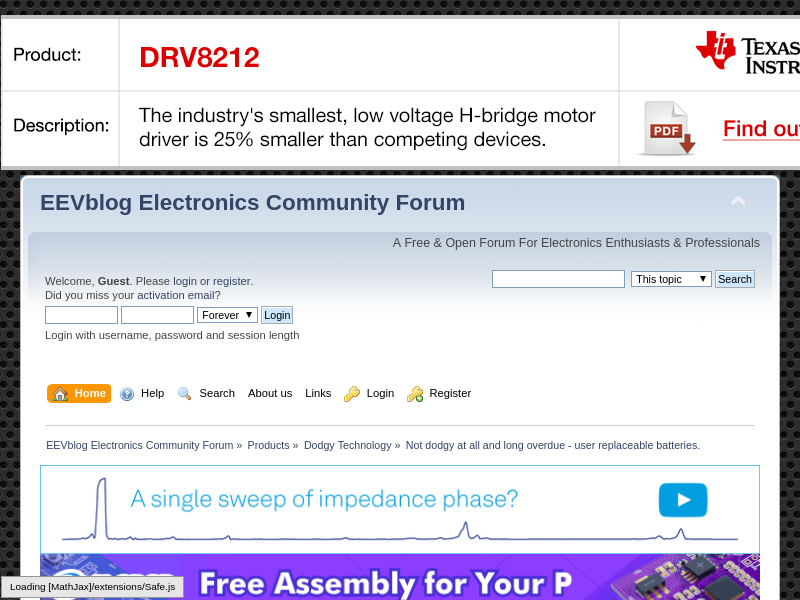 Product:
DRV8212
TEXAS
INSTR
Description:
The industry's smallest, low voltage H-bridge motor
driver is 25% smaller than competing devices.
PDF
Find out
EEVblog Electronics Community Forum
A Free & Open Forum For Electronics Enthusiasts & Professionals
Welcome, Guest. Please login or register.
Did you miss your activation email?
This topic
Search
Forever
Login
Login with username, password and session length
Home
Help
Search
About us
Links
Login
Register
EEVblog Electronics Community Forum »
Products »
Dodgy Technology »
Not dodgy at all and long overdue - user replaceable batteries.
A single sweep of impedance phase?
Free Assembly for Your P
Loading [MathJax]/extensions/Safe.js